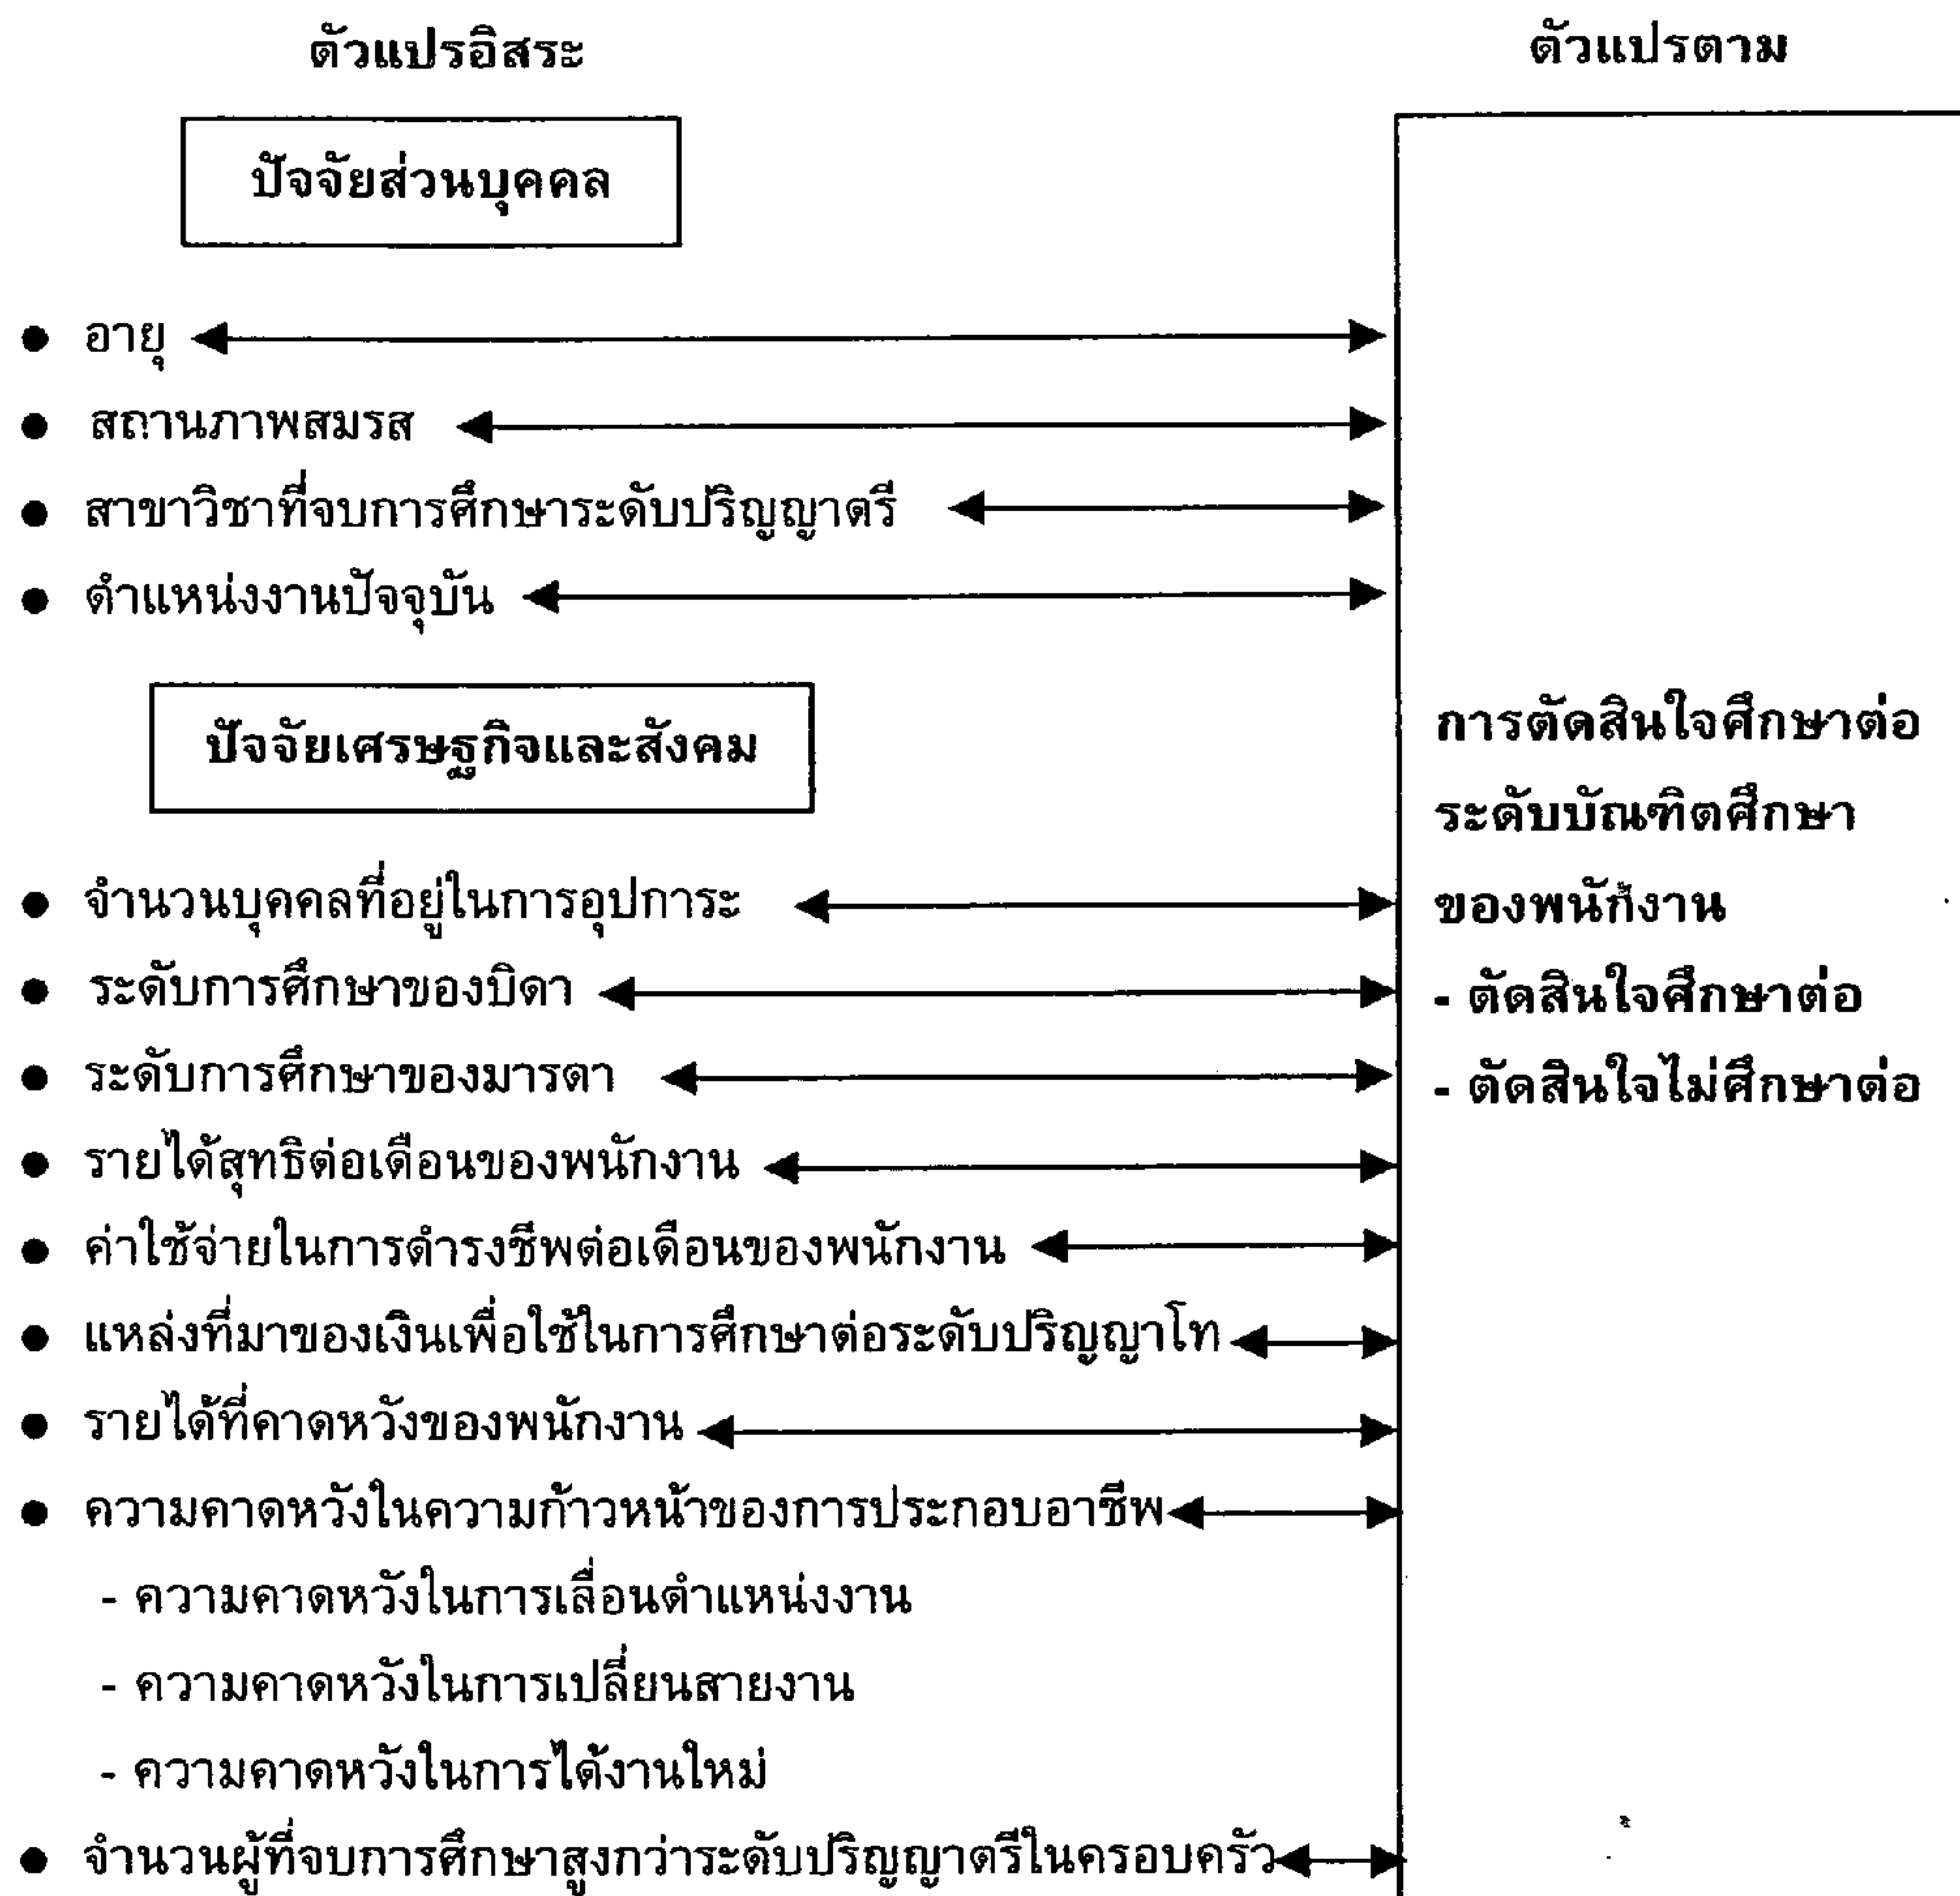 ตัวแปรอิสระ
ตัวแปรตาม
ปัจจัยส่วนบุคคล
● อายุ
● สถานภาพสมรส
● สาขาวิชาที่จบการศึกษาระดับปริญญาตรี
● ตำแหน่งงานปัจจุบัน
ปัจจัยเศรษฐกิจและสังคม
● จำนวนบุคคลที่อยู่ในการอุปการะ
● ระดับการศึกษาของบิดา
● ระดับการศึกษาของมารดา
● รายได้สุทธิต่อเดือนของพนักงาน
● ค่าใช้จ่ายในการดำรงชีพต่อเดือนของพนักงาน
● แหล่งที่มาของเงินเพื่อใช้ในการศึกษาต่อระดับปริญญาโท
● รายได้ที่คาดหวังของพนักงาน
● ความคาดหวังในความก้าวหน้าของการประกอบอาชีพ
- ความคาดหวังในการเลื่อนตำแหน่งงาน
- ความคาดหวังในการเปลี่ยนสายงาน
- ความคาดหวังในการได้งานใหม่
● จำนวนผู้ที่จบการศึกษาสูงกว่าระดับปริญญาตรีในครอบครัว
การตัดสินใจศึกษาต่อ
ระดับบัณฑิตศึกษา
ของพนักงาน
- ตัดสินใจศึกษาต่อ
- ตัดสินใจไม่ศึกษาต่อ